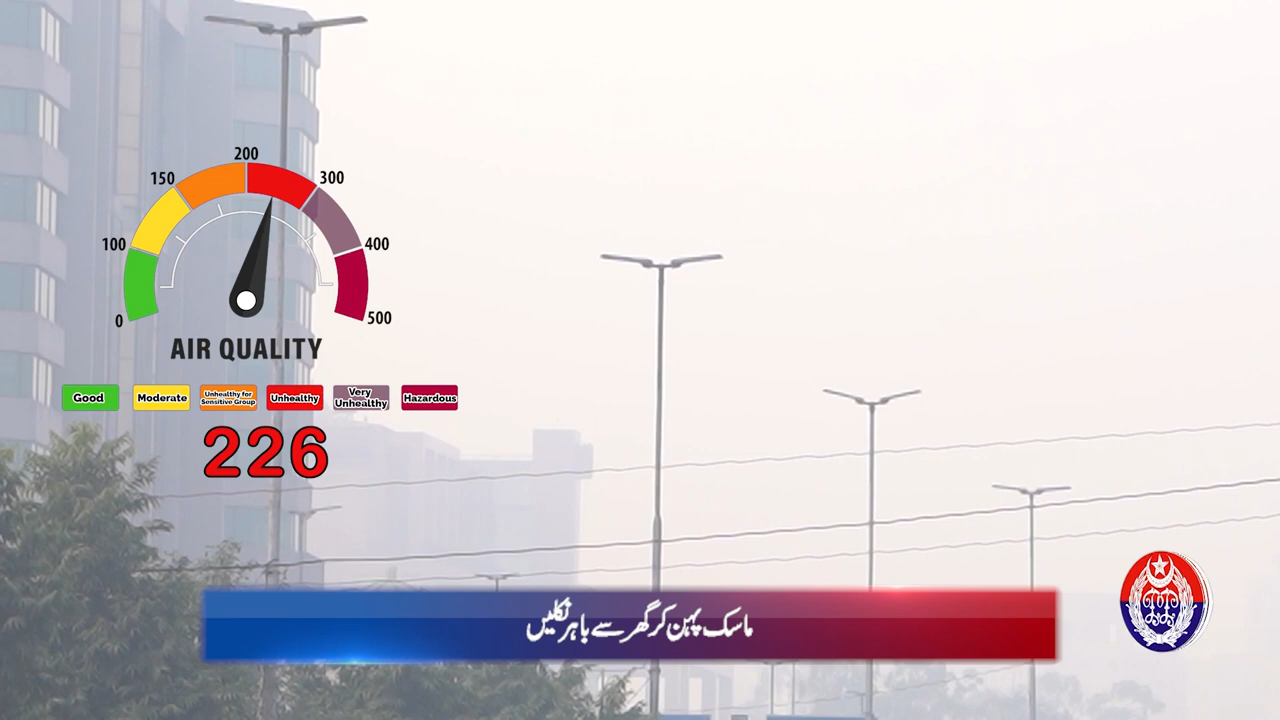 200
150
300
100
400
0
500
AIR QUALITY
Good
Moderate
Unhealthy for
Sensitive Group
Unhealthy
Very
Unhealthy
Hazardous
226
ماسک پہن کر گھر سے باہر نکلیں